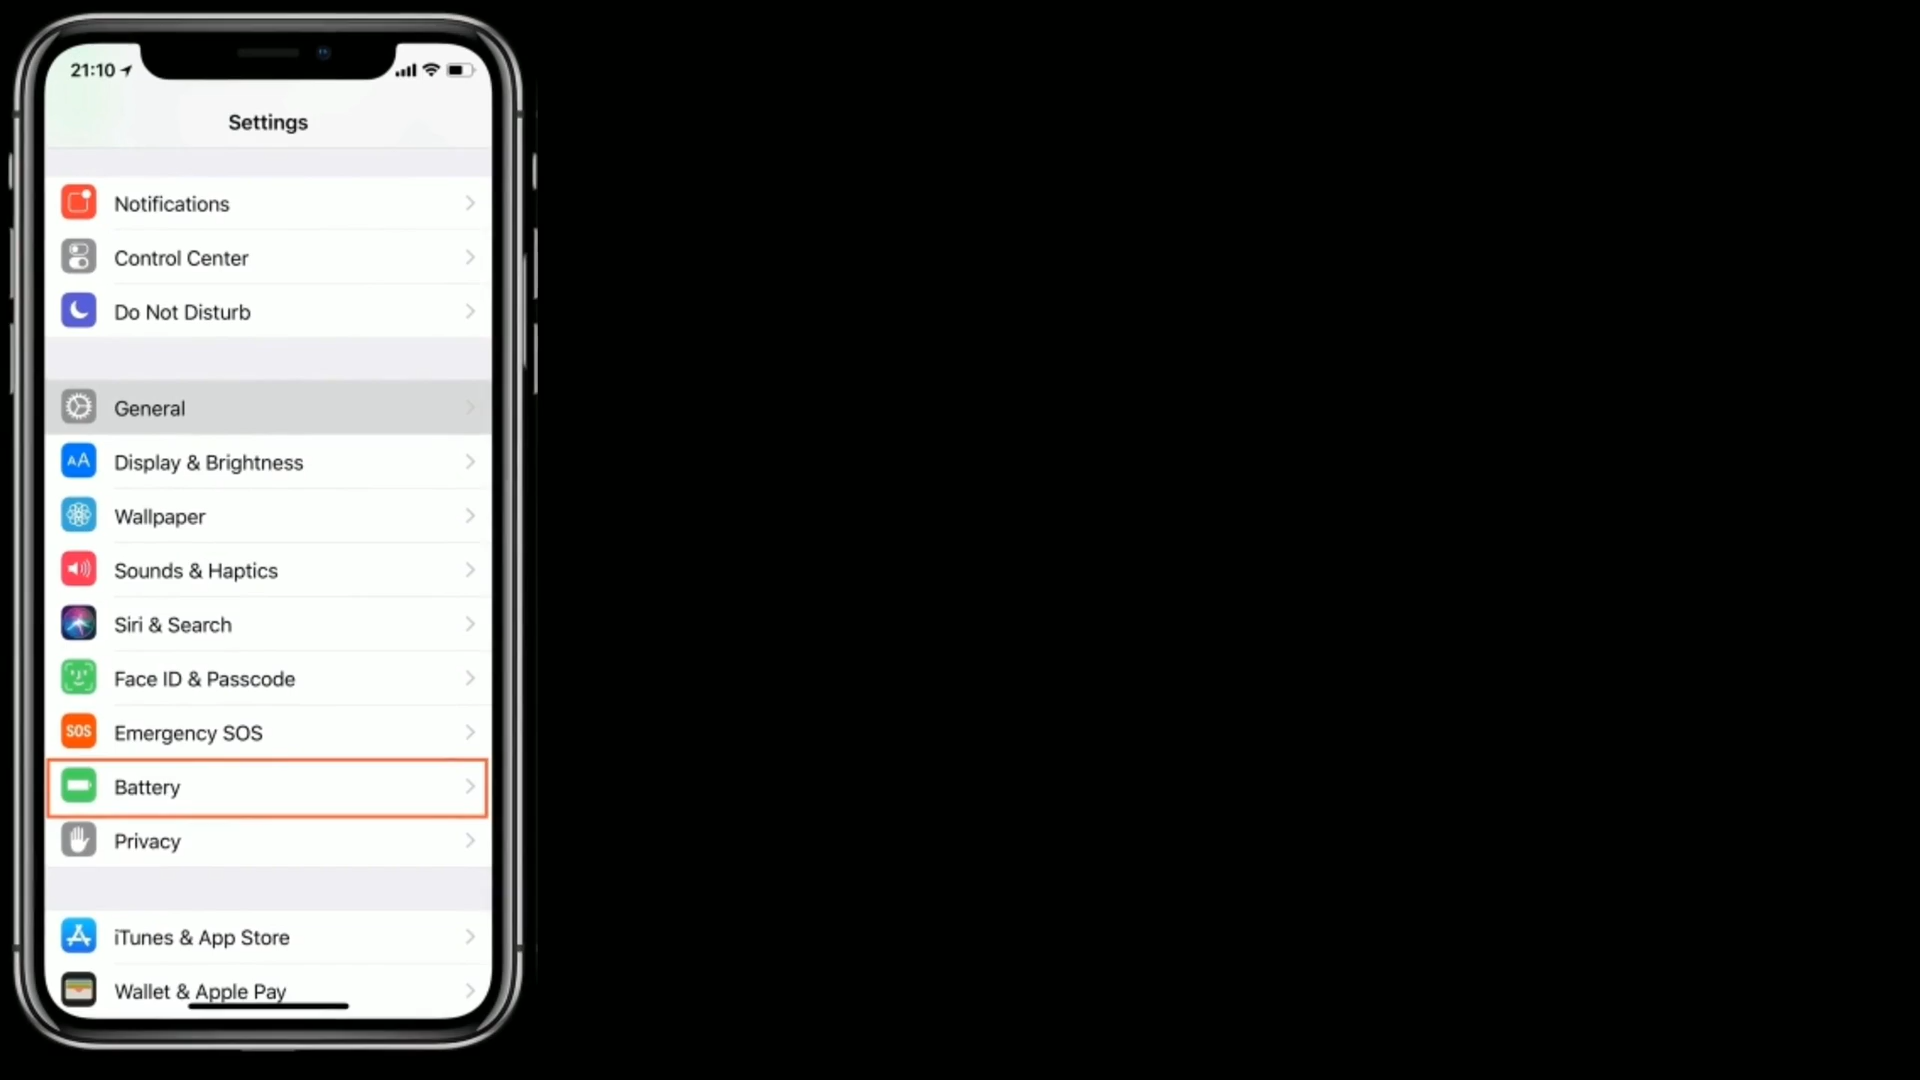 21:10
Settings
Notifications
Control Center
Do Not Disturb
General
AA
Display & Brightness
Wallpaper
Sounds & Haptics
Siri & Search
Face ID & Passcode
SOS
Emergency SOS
Battery
Privacy
iTunes & App Store
Wallet & Apple Pay